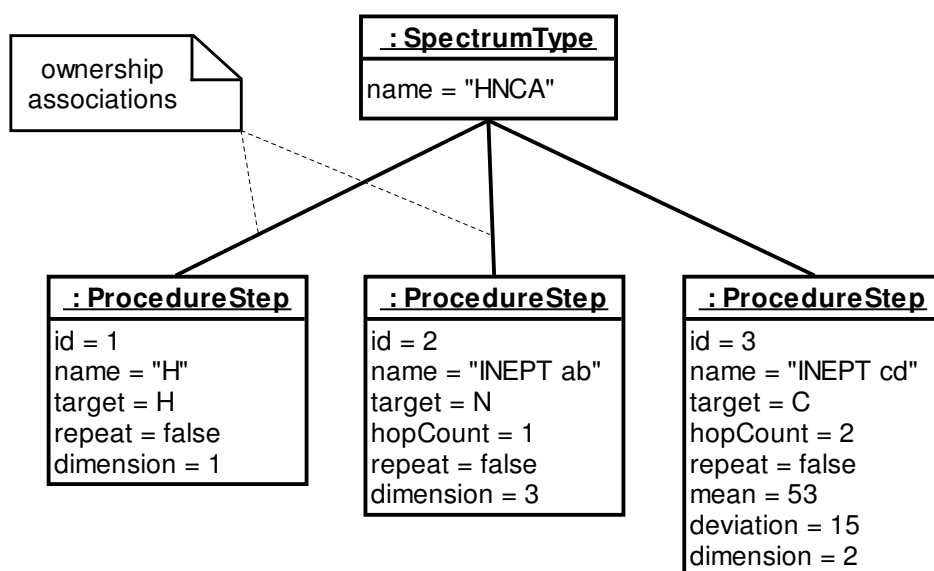 ownership
associations
: SpectrumType
name = "HNCA"
: ProcedureStep
id = 1
name = "H"
target = H
repeat = false
dimension = 1
: ProcedureStep
id = 2
name = "INEPT ab"
target = N
hopCount = 1
repeat = false
dimension = 3
: ProcedureStep
id = 3
name = "INEPT cd"
target = C
hopCount = 2
repeat = false
mean = 53
deviation = 15
dimension = 2